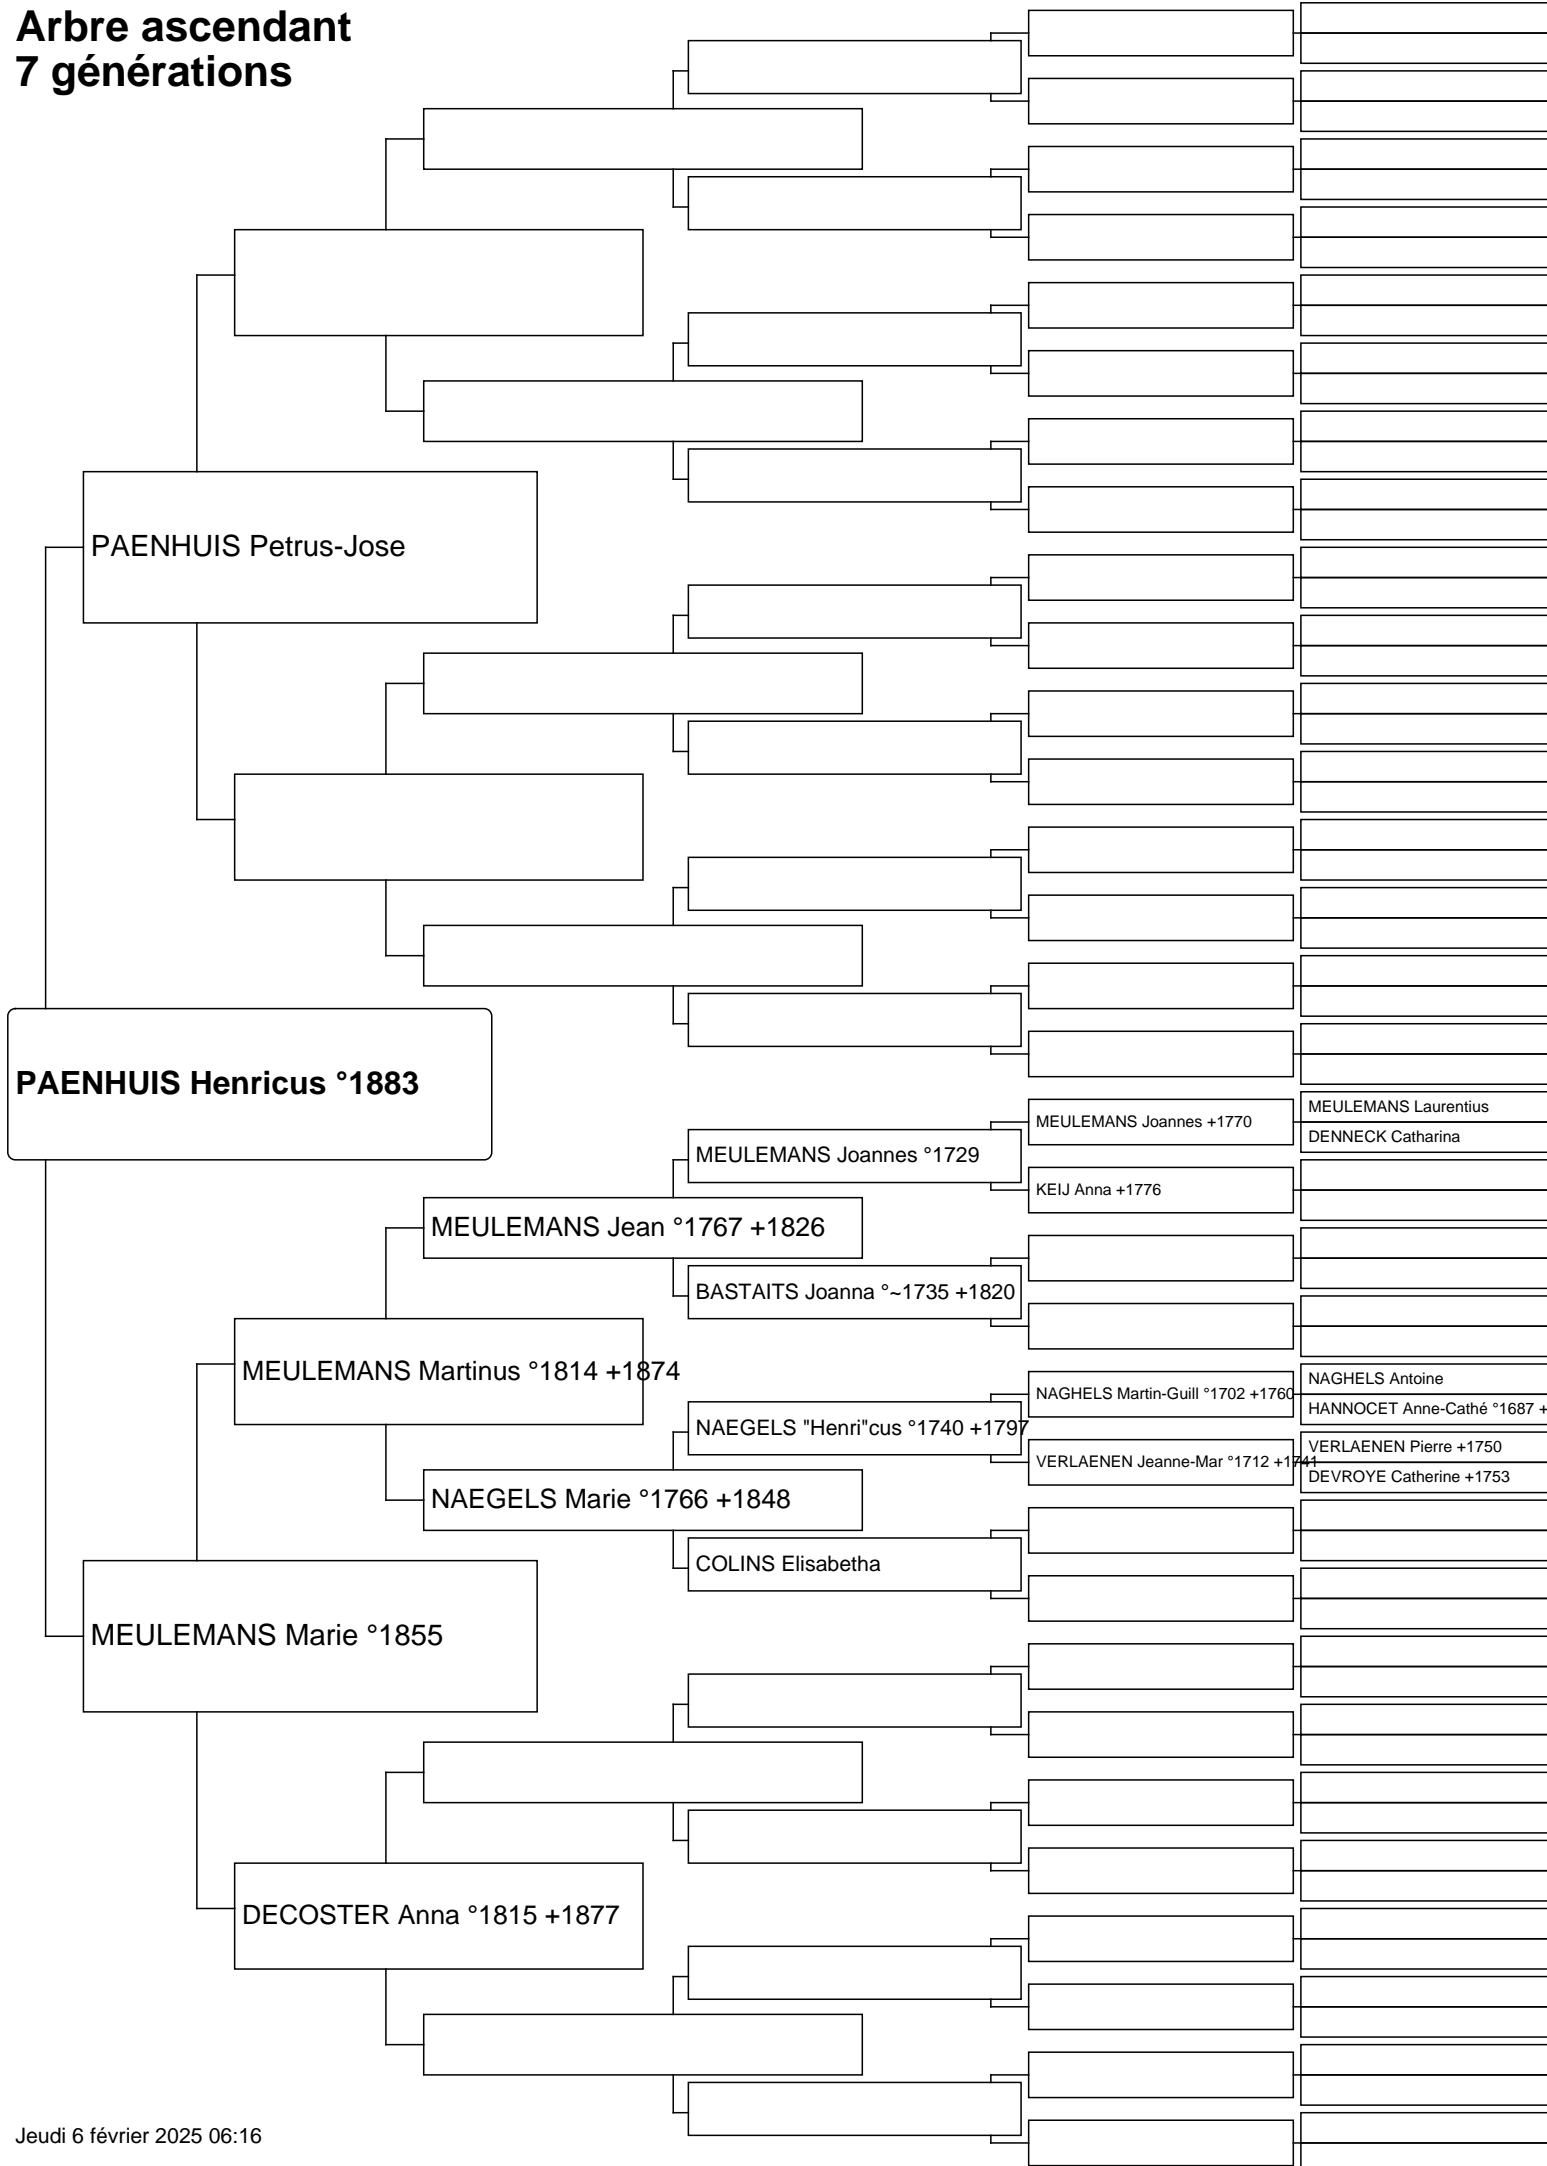 Arbre ascendant
7 générations
PAENHUIS Petrus-Jose
PAENHUIS Henricus °1883
MEULEMANS Laurentius
MEULEMANS Joannes +1770
DENNECK Catharina
MEULEMANS Joannes °1729
KEIJ Anna +1776
MEULEMANS Jean °1767 +1826
BASTAITS Joanna °~1735 +1820
MEULEMANS Martinus °1814 +1874
NAGHELS Antoine
NAGHELS Martin-Guill °1702 +1760
HANNOCET Anne-Cathé °1687 +
NAEGELS "Henri"cus °1740 +1797
VERLAENEN Pierre +1750
VERLAENEN Jeanne-Mar °1712 +1741
DEVROYE Catherine +1753
NAEGELS Marie °1766 +1848
COLINS Elisabetha
MEULEMANS Marie °1855
DECOSTER Anna °1815 +1877
Jeudi 6 février 2025 06:16